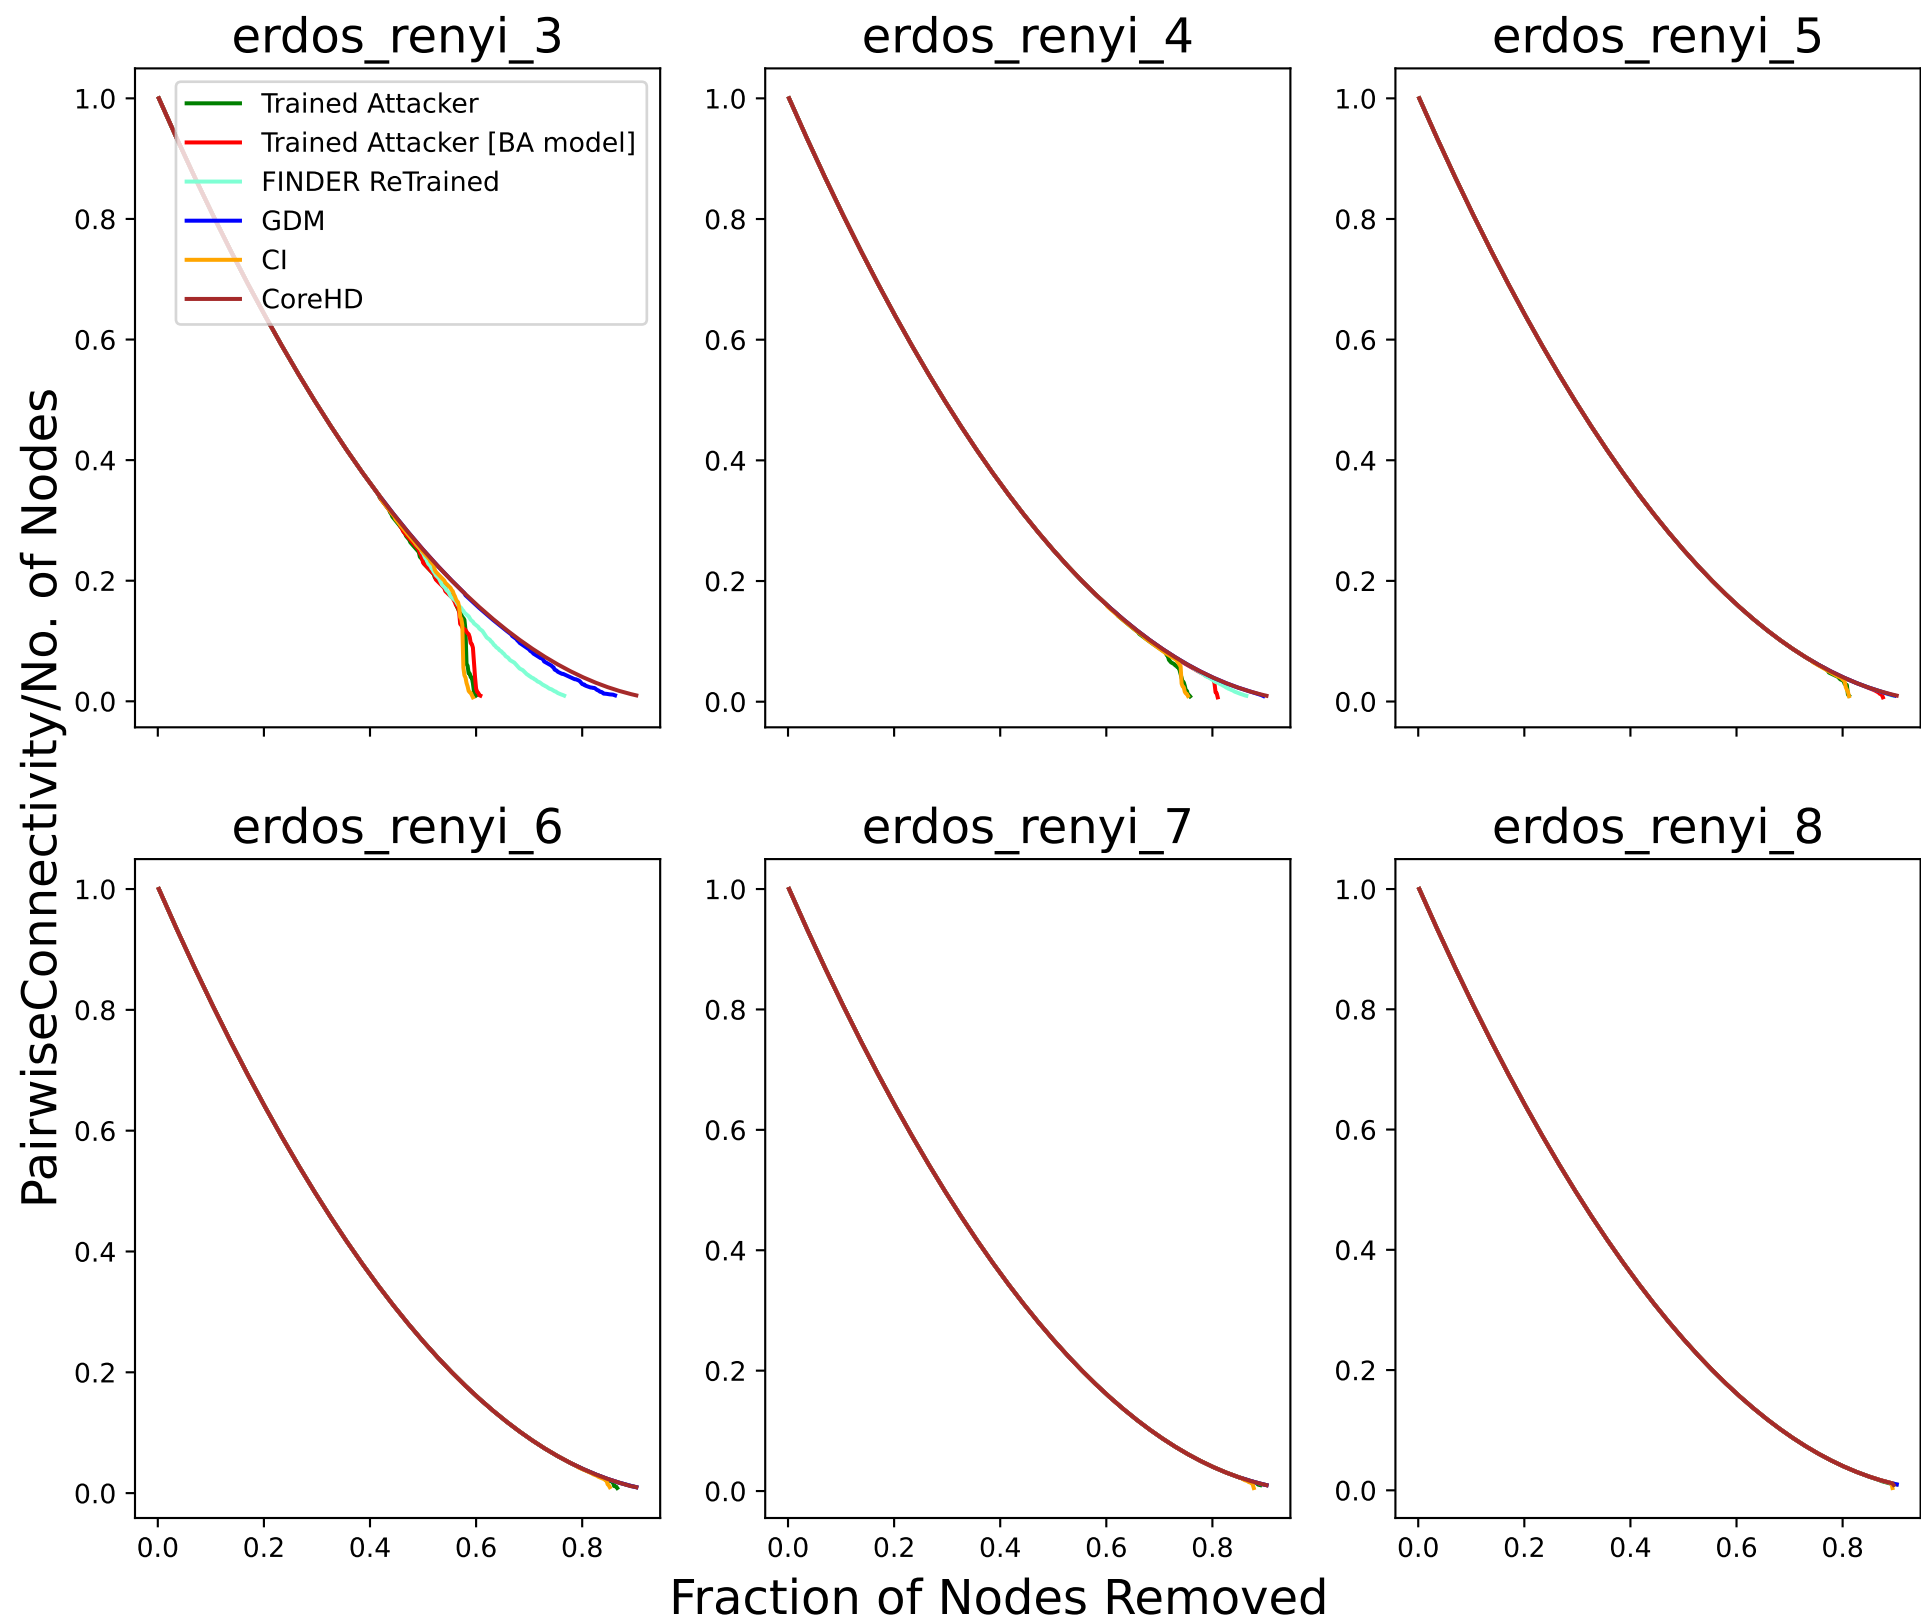 erdos_renyi_3
erdos_renyi_4
erdos_renyi_5
1.0
0.8
0.6
0.4
0.2
0.0
Trained Attacker
Trained Attacker [BA model]
FINDER ReTrained
GDM
CI
CoreHD
1.0
0.8
0.6
0.4
0.2
0.0
1.0
0.8
0.6
0.4
0.2
0.0
PairwiseConnectivity/No. of Nodes
erdos_renyi_6
erdos_renyi_7
erdos_renyi_8
1.0
0.8
0.6
0.4
0.2
0.0
0.0 0.2 0.4 0.6 0.8
1.0
0.8
0.6
0.4
0.2
0.0
0.0 0.2 0.4 0.6 0.8
1.0
0.8
0.6
0.4
0.2
0.0
0.0 0.2 0.4 0.6 0.8
Fraction of Nodes Removed